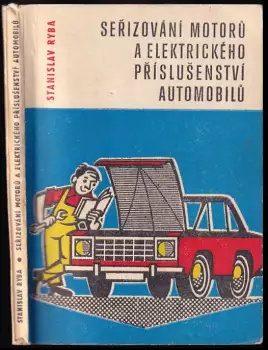 STANISLAV RYBA
SEŘIZOVÁNÍ MOTORŮ
A ELEKTRICKÉHO
PŘÍSLUŠENSTVÍ
AUTOMOBILŮ
STANISLAV RYBA • SEŘIZOVÁNÍ MOTORŮ A ELEKTRICKÉHO PŘÍSLUŠENSTVÍ AUTOMOBILŮ